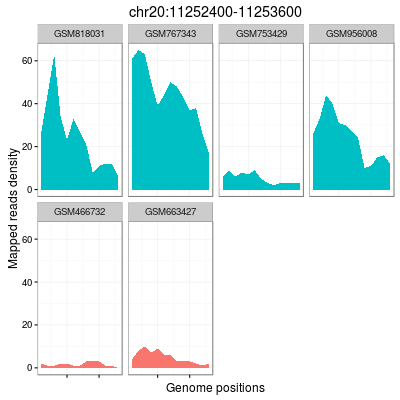 chr20:11252400-11253600
GSM818031 GSM767343 GSM753429 GSM956008
60
40
20
0
GSM466732 GSM663427
60
40
20
0
Mapped reads density
Genome positions